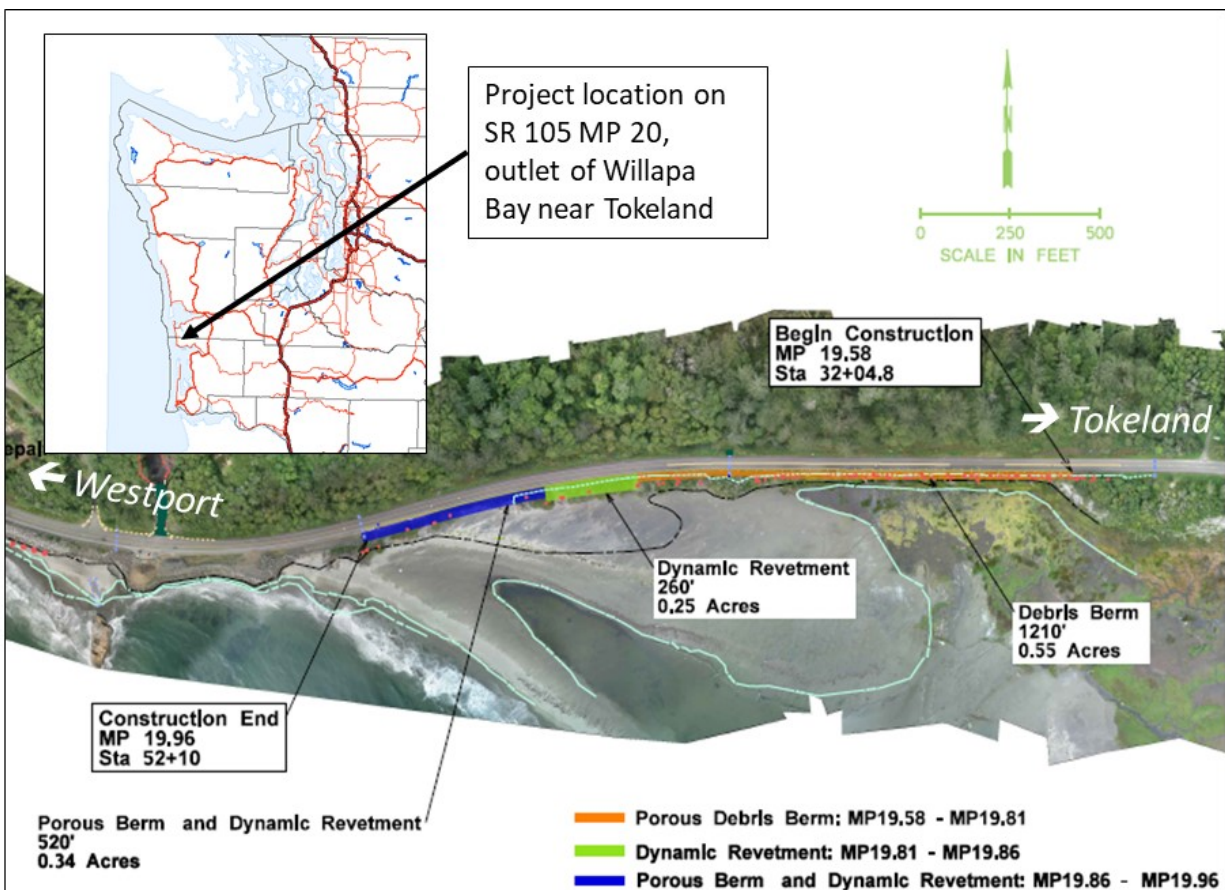 Project location on
SR 105 MP 20,
outlet of Willapa
Bay near Tokeland
N
0 250 500
SCALE IN FEET
Begin Construction
MP 19.58
Sta 32+04.8
→ Tokeland
epal
← Westport
Dynamic Revetment
260'
0.25 Acres
Debris Berm
1210'
0.55 Acres
Construction End
MP 19.96
Sta 52+10
Porous Berm and Dynamic Revetment
520'
0.34 Acres
Porous Debris Berm: MP19.58 - MP19.81
Dynamic Revetment: MP19.81 - MP19.86
Porous Berm and Dynamic Revetment: MP19.86 - MP19.96